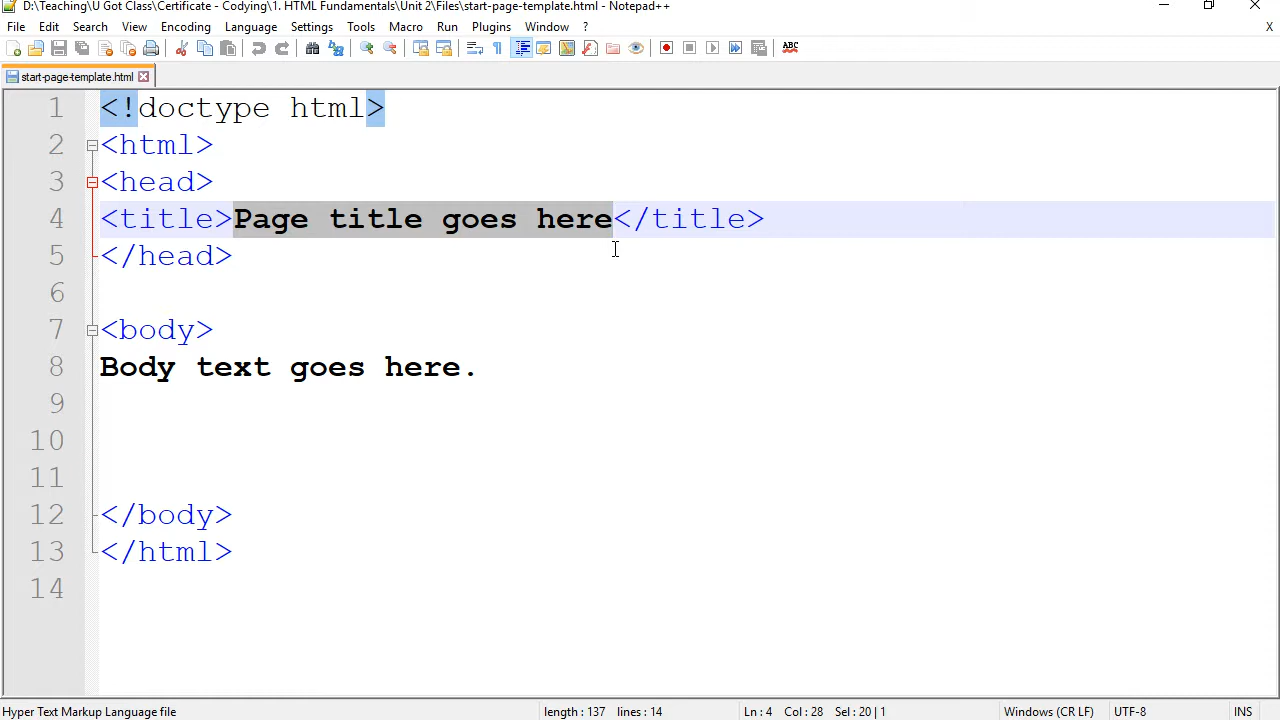 D:\Teaching\U Got Class\Certificate - Codying\1. HTML Fundamentals\Unit 2\Files\start-page-template.html - Notepad++
File Edit Search View Encoding Language Settings Tools Macro Run Plugins Window ? X
ABC
start-page-template.html
1 <!doctype html>
2 <html>
3 <head>
4 <title>Page title goes here</title>
5 </head>
6
7 <body>
8 Body text goes here.
9
10
11
12 </body>
13 </html>
14
Hyper Text Markup Language file length : 137 lines : 14 Ln : 4 Col : 28 Sel : 20 | 1 Windows (CR LF) UTF-8 INS